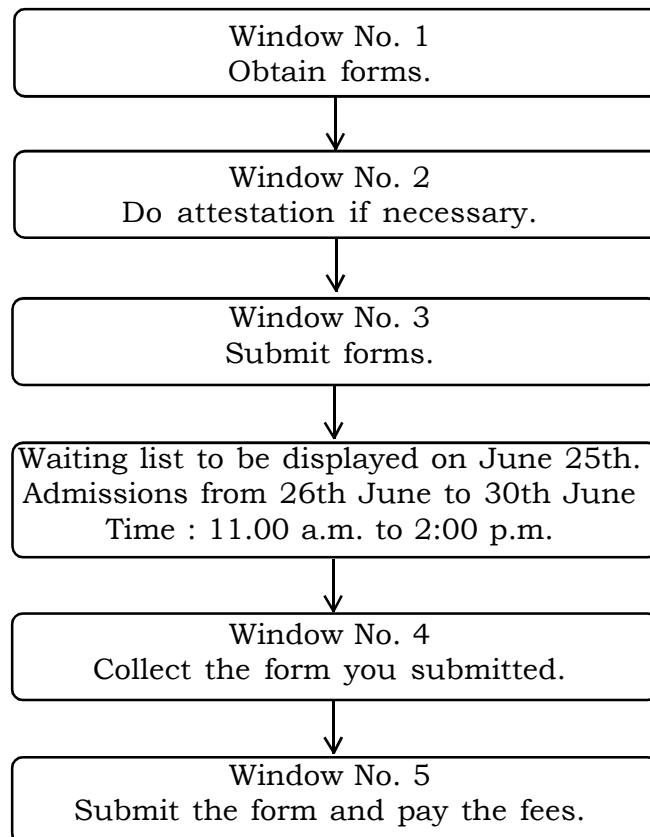 Window No. 1
Obtain forms.
Window No. 2
Do attestation if necessary.
Window No. 3
Submit forms.
Waiting list to be displayed on June 25th.
Admissions from 26th June to 30th June
Time : 11.00 a.m. to 2:00 p.m.
Window No. 4
Collect the form you submitted.
Window No. 5
Submit the form and pay the fees.